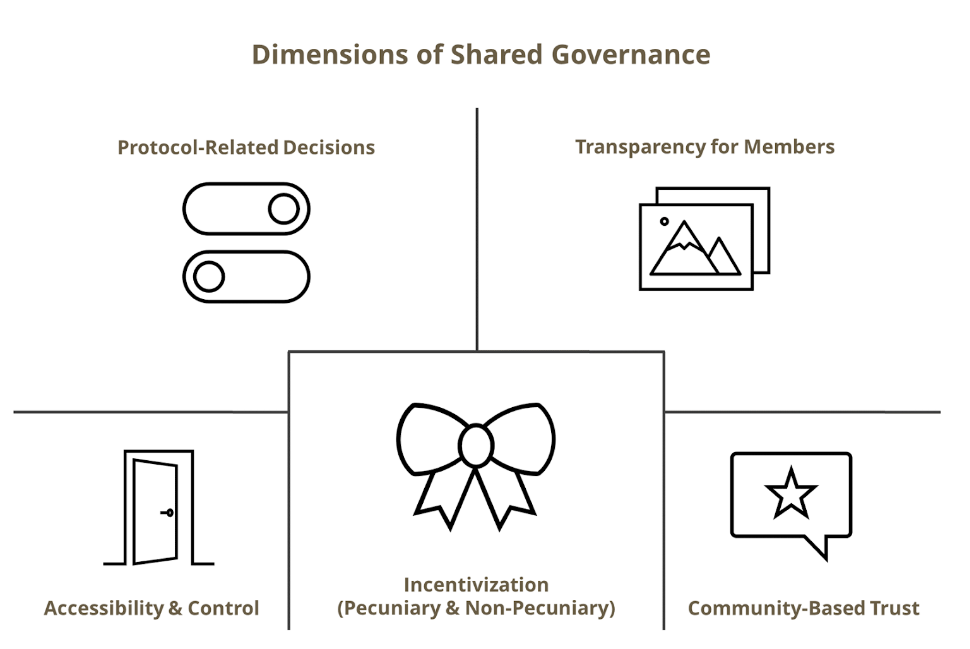 Dimensions of Shared Governance
Protocol-Related Decisions
Transparency for Members
Accessibility & Control
Incentivization
(Pecuniary & Non-Pecuniary)
Community-Based Trust